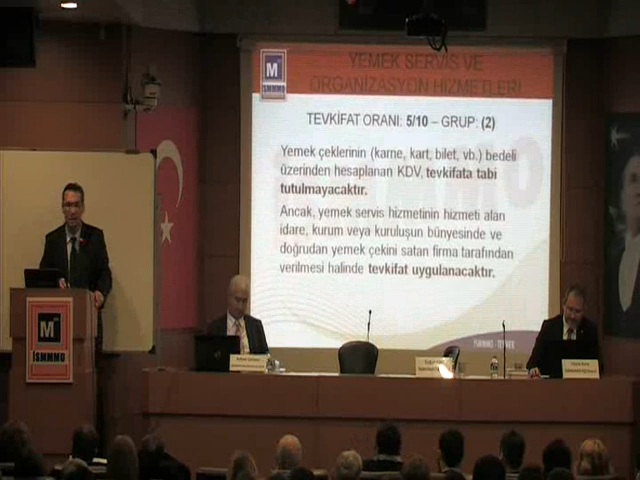 YEMEK SERVİS VE
ORGANİZASYON HİZMETLERİ
M
İSMMMO
TEVKİFAT ORANI: 5/10 – GRUP: (2)
Yemek çeklerinin (karne, kart, bilet, vb.) bedeli
üzerinden hesaplanan KDV, tevkifata tabi
tutulmayacaktır.
Ancak, yemek servis hizmetinin hizmeti alan
idare, kurum veya kuruluşun bünyesinde ve
doğrudan yemek çekini satan firma tarafından
verilmesi halinde tevkifat uygulanacaktır.
M
İSMMMO